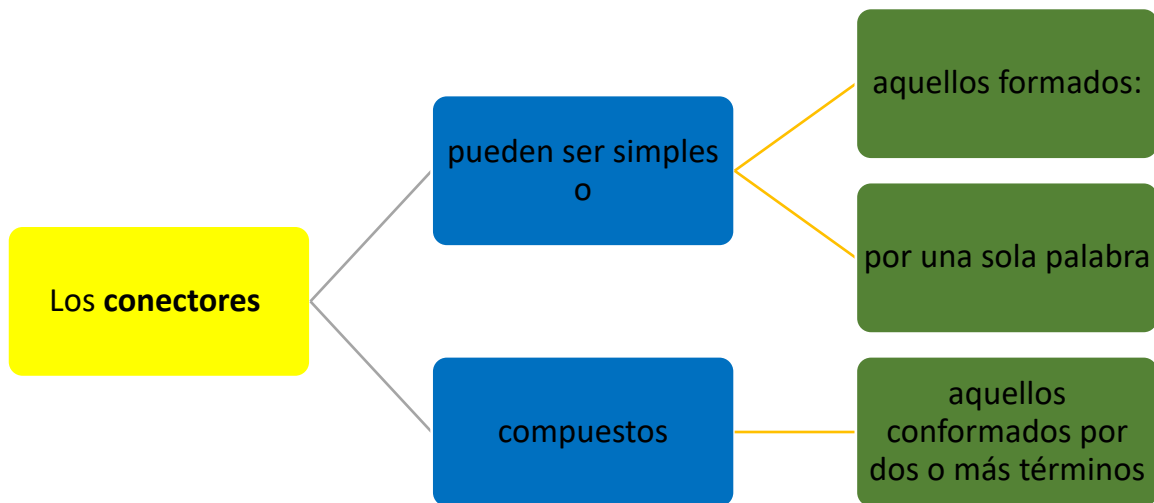 Los conectores
pueden ser simples
o
aquellos formados:
por una sola palabra
compuestos
aquellos
conformados por
dos o más términos